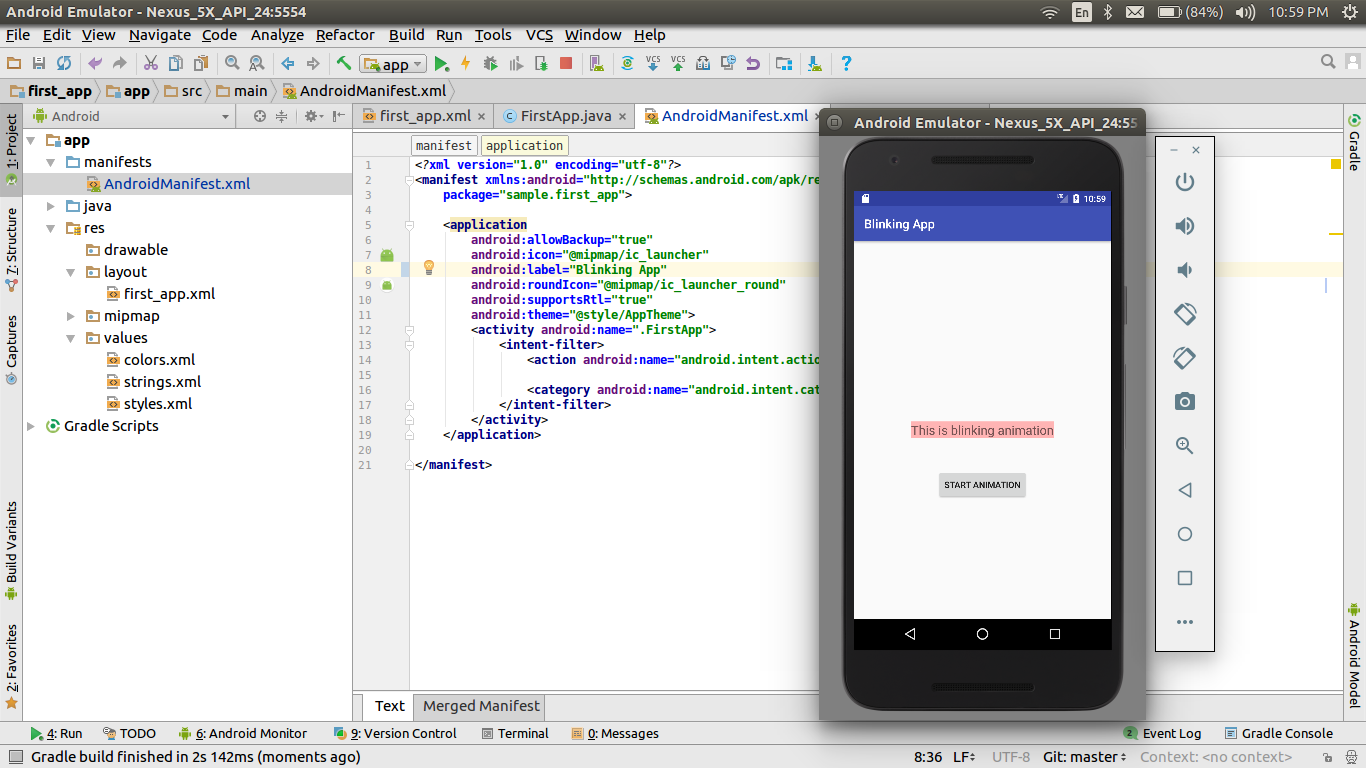 Android Emulator - Nexus_5X_API_24:5554
En (84%) 10:59 PM
File Edit View Navigate Code Analyze Refactor Build Run Tools VCS Window Help
app VCS VCS ?
first_app app src main AndroidManifest.xml
Android
first_app.xml FirstApp.java AndroidManifest.xml
1: Project
7: Structure
Captures
Build Variants
2: Favorites
app
manifests
AndroidManifest.xml
java
res
drawable
layout
first_app.xml
mipmap
values
colors.xml
strings.xml
styles.xml
Gradle Scripts
manifest application
1 <?xml version="1.0" encoding="utf-8"?>
2 <manifest xmlns:android="http://schemas.android.com/apk/re
3 package="sample.first_app">
4
5 <application
6 android:allowBackup="true"
7 android:icon="@mipmap/ic_launcher"
8 android:label="Blinking App"
9 android:roundIcon="@mipmap/ic_launcher_round"
10 android:supportsRtl="true"
11 android:theme="@style/AppTheme">
12 <activity android:name=".FirstApp">
13 <intent-filter>
14 <action android:name="android.intent.actio
15
16 <category android:name="android.intent.cat
17 </intent-filter>
18 </activity>
19 </application>
20
21 </manifest>
Text Merged Manifest
Android Emulator - Nexus_5X_API_24:55
10:59
Blinking App
This is blinking animation
START ANIMATION
Gradle
Android Model
4: Run TODO 6: Android Monitor 9: Version Control Terminal 0: Messages 2 Event Log Gradle Console
Gradle build finished in 2s 142ms (moments ago) 8:36 LF UTF-8 Git: master Context: <no context>